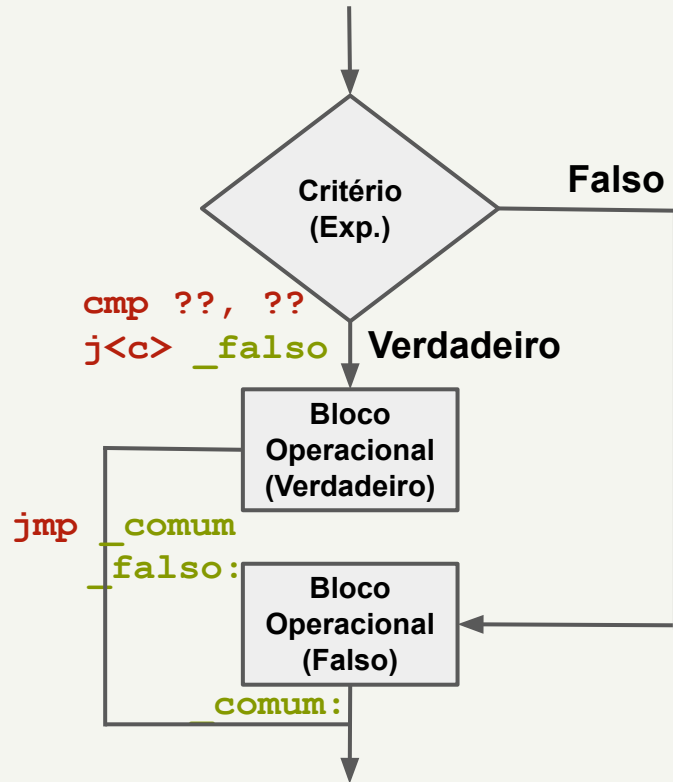 Critério
(Exp.)
Falso
cmp ??, ??
j<c> _falso
Verdadeiro
Bloco
Operacional
(Verdadeiro)
jmp _comum
_falso:
Bloco
Operacional
(Falso)
_comum: